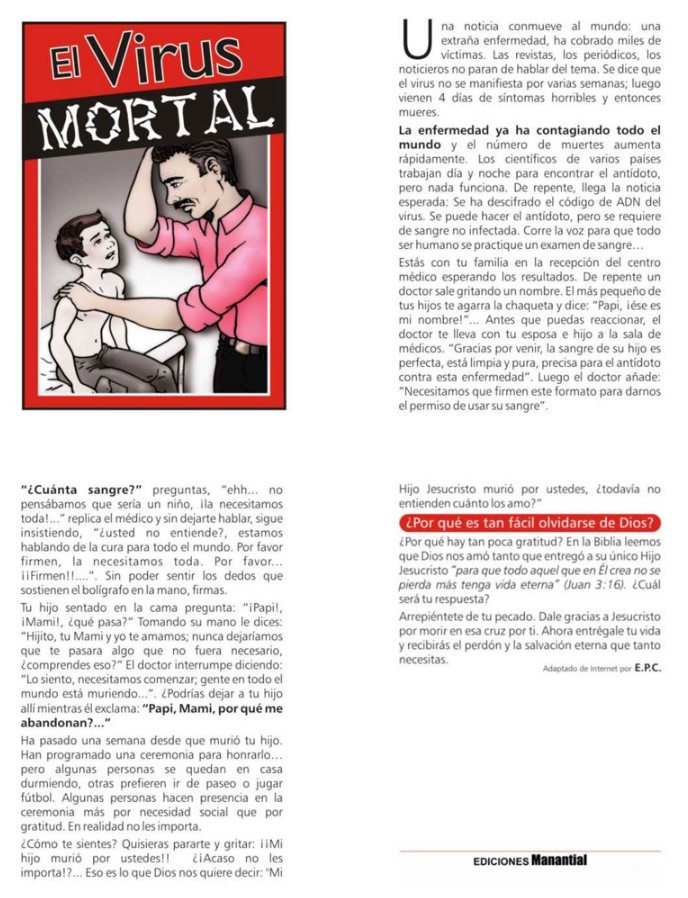 El Virus
MORTAL
Una noticia conmueve al mundo: una
extraña enfermedad, ha cobrado miles de
víctimas. Las revistas, los periódicos, los
noticieros no paran de hablar del tema. Se dice que
el virus no se manifiesta por varias semanas; luego
vienen 4 días de síntomas horribles y entonces
mueres.
La enfermedad ya ha contagiando todo el
mundo y el número de muertes aumenta
rápidamente. Los científicos de varios países
trabajan día y noche para encontrar el antídoto,
pero nada funciona. De repente, llega la noticia
esperada: Se ha descifrado el código de ADN del
virus. Se puede hacer el antídoto, pero se requiere
de sangre no infectada. Corre la voz para que todo
ser humano se practique un examen de sangre...
Estás con tu familia en la recepción del centro
médico esperando los resultados. De repente un
doctor sale gritando un nombre. El más pequeño de
tus hijos te agarra la chaqueta y dice: "Papi, ¡ése es
mi nombre!"... Antes que puedas reaccionar, el
doctor te lleva con tu esposa e hijo a la sala de
médicos. "Gracias por venir, la sangre de su hijo es
perfecta, está limpia y pura, precisa para el antídoto
contra esta enfermedad". Luego el doctor añade:
"Necesitamos que firmen este formato para darnos
el permiso de usar su sangre".
"¿Cuánta sangre?" preguntas, "ehh... no
pensábamos que sería un niño, ¡la necesitamos
toda!..." replica el médico y sin dejarte hablar, sigue
insistiendo, "¿usted no entiende?, estamos
hablando de la cura para todo el mundo. Por favor
firmen, la necesitamos toda. Por favor...
¡¡Firmen!!....". Sin poder sentir los dedos que
sostienen el bolígrafo en la mano, firmas.
Tu hijo sentado en la cama pregunta: "¡Papi!,
¡Mami!, ¿qué pasa?" Tomando su mano le dices:
"Hijito, tu Mami y yo te amamos; nunca dejaríamos
que te pasara algo que no fuera necesario,
¿comprendes eso?" El doctor interrumpe diciendo:
"Lo siento, necesitamos comenzar; gente en todo el
mundo está muriendo...". ¿Podrías dejar a tu hijo
allí mientras él exclama: "Papi, Mami, por qué me
abandonan?..."
Ha pasado una semana desde que murió tu hijo.
Han programado una ceremonia para honrarlo...
pero algunas personas se quedan en casa
durmiendo, otras prefieren ir de paseo o jugar
fútbol. Algunas personas hacen presencia en la
ceremonia más por necesidad social que por
gratitud. En realidad no les importa.
¿Cómo te sientes? Quisieras pararte y gritar: ¡¡Mi
hijo murió por ustedes!! ¿¡Acaso no les
importa!?... Eso es lo que Dios nos quiere decir: "Mi
Hijo Jesucristo murió por ustedes, ¿todavía no
entienden cuánto los amo?"
¿Por qué es tan fácil olvidarse de Dios?
¿Por qué hay tan poca gratitud? En la Biblia leemos
que Dios nos amó tanto que entregó a su único Hijo
Jesucristo "para que todo aquel que en Él crea no se
pierda más tenga vida eterna" (Juan 3:16). ¿Cuál
será tu respuesta?
Arrepiéntete de tu pecado. Dale gracias a Jesucristo
por morir en esa cruz por ti. Ahora entrégale tu vida
y recibirás el perdón y la salvación eterna que tanto
necesitas.
Adaptado de Internet por E.P.C.
EDICIONES Manantial